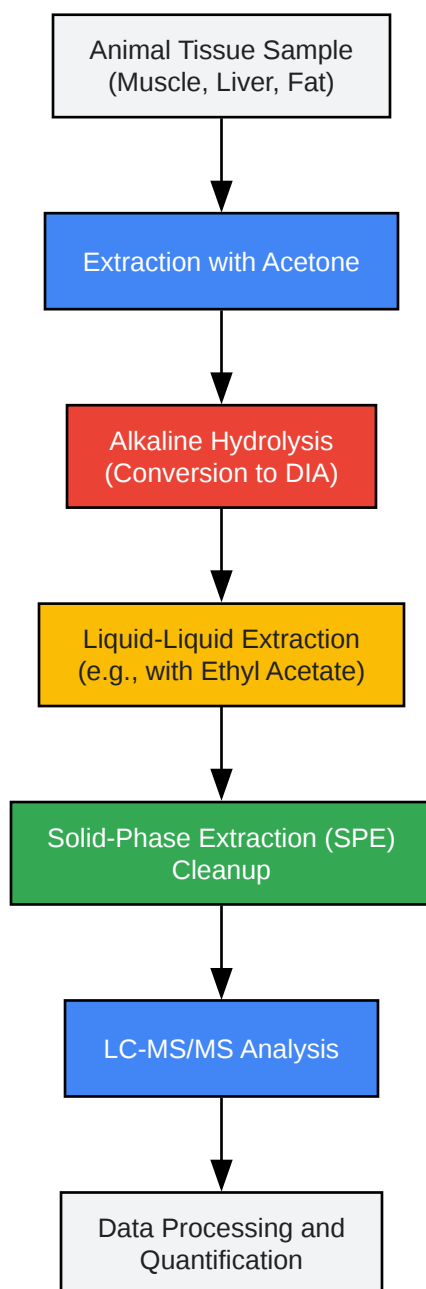 Animal Tissue Sample
(Muscle, Liver, Fat)
Extraction with Acetone
Alkaline Hydrolysis
(Conversion to DIA)
Liquid-Liquid Extraction
(e.g., with Ethyl Acetate)
Solid-Phase Extraction (SPE)
Cleanup
LC-MS/MS Analysis
Data Processing and
Quantification